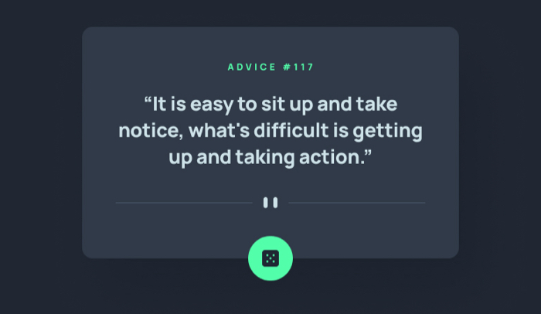 ADVICE #117
“It is easy to sit up and take
notice, what's difficult is getting
up and taking action.”